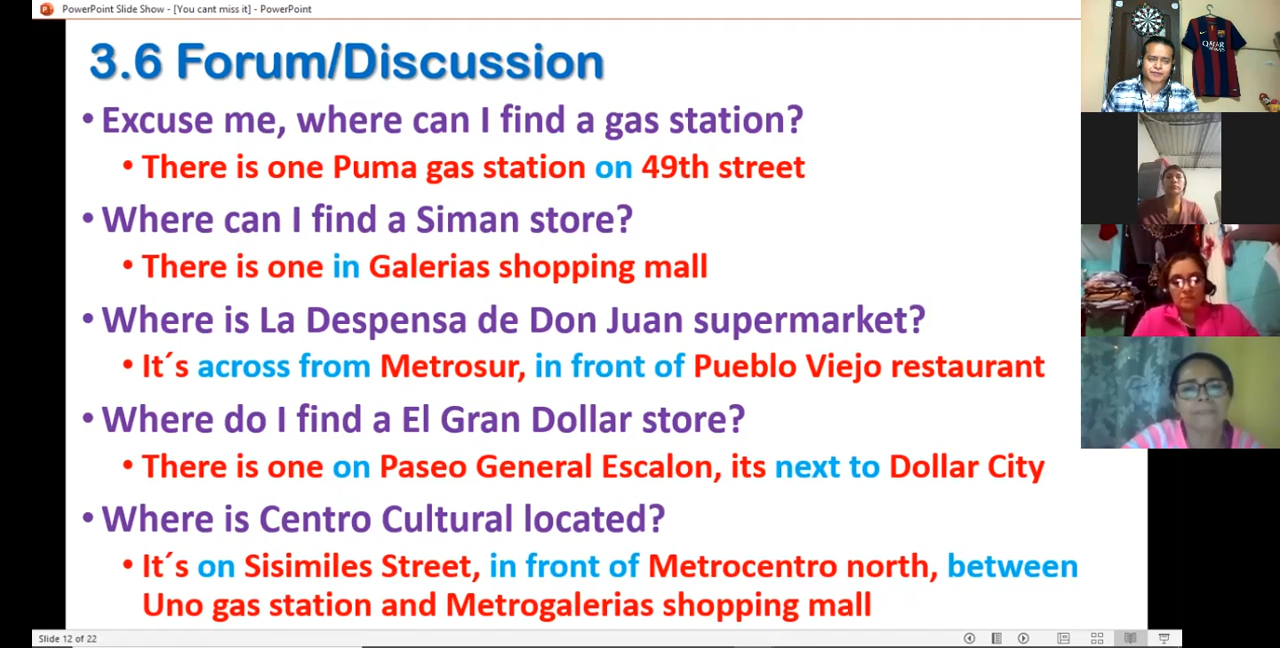 PowerPoint Slide Show - [You cant miss it] - PowerPoint
3.6 Forum/Discussion
• Excuse me, where can I find a gas station?
• There is one Puma gas station on 49th street
• Where can I find a Siman store?
• There is one in Galerias shopping mall
• Where is La Despensa de Don Juan supermarket?
• It´s across from Metrosur, in front of Pueblo Viejo restaurant
• Where do I find a El Gran Dollar store?
• There is one on Paseo General Escalon, its next to Dollar City
• Where is Centro Cultural located?
• It´s on Sisimiles Street, in front of Metrocentro north, between
Uno gas station and Metrogalerias shopping mall
Slide 12 of 22
QATAR
AIRWAYS